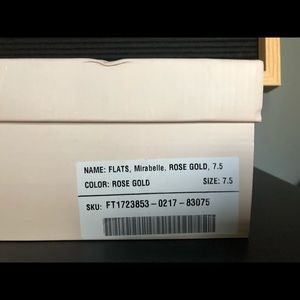 NAME: FLATS, Mirabelle, ROSE GOLD, 7.5
COLOR: ROSE GOLD SIZE: 7.5
SKU: FT1723853-0217-83075